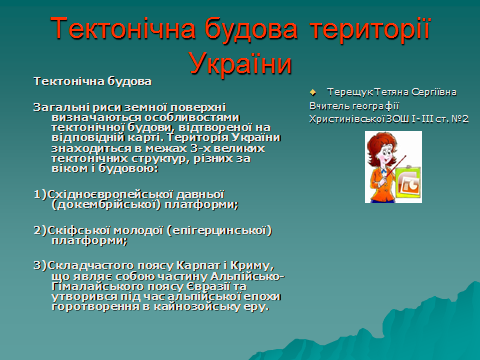 Тектонічна будова території
України
Тектонічна будова
Загальні риси земної поверхні
визначаються особливостями
тектонічної будови, відтвореної на
відповідній карті. Територія України
знаходиться в межах 3-х великих
тектонічних структур, різних за
віком і будовою:
1)Східноєвропейської давньої
(докембрійської) платформи;
2)Скіфської молодої (епігерцинської)
платформи;
3)Складчастого поясу Карпат і Криму,
що являє собою частину Альпійсько-
Гімалайського поясу Євразії та
утворився під час альпійської епохи
горотворення в кайнозойську еру.
Терещук Тетяна Сергіївна
Вчитель географії
Христинівської ЗОШ І-ІІІ ст. №2